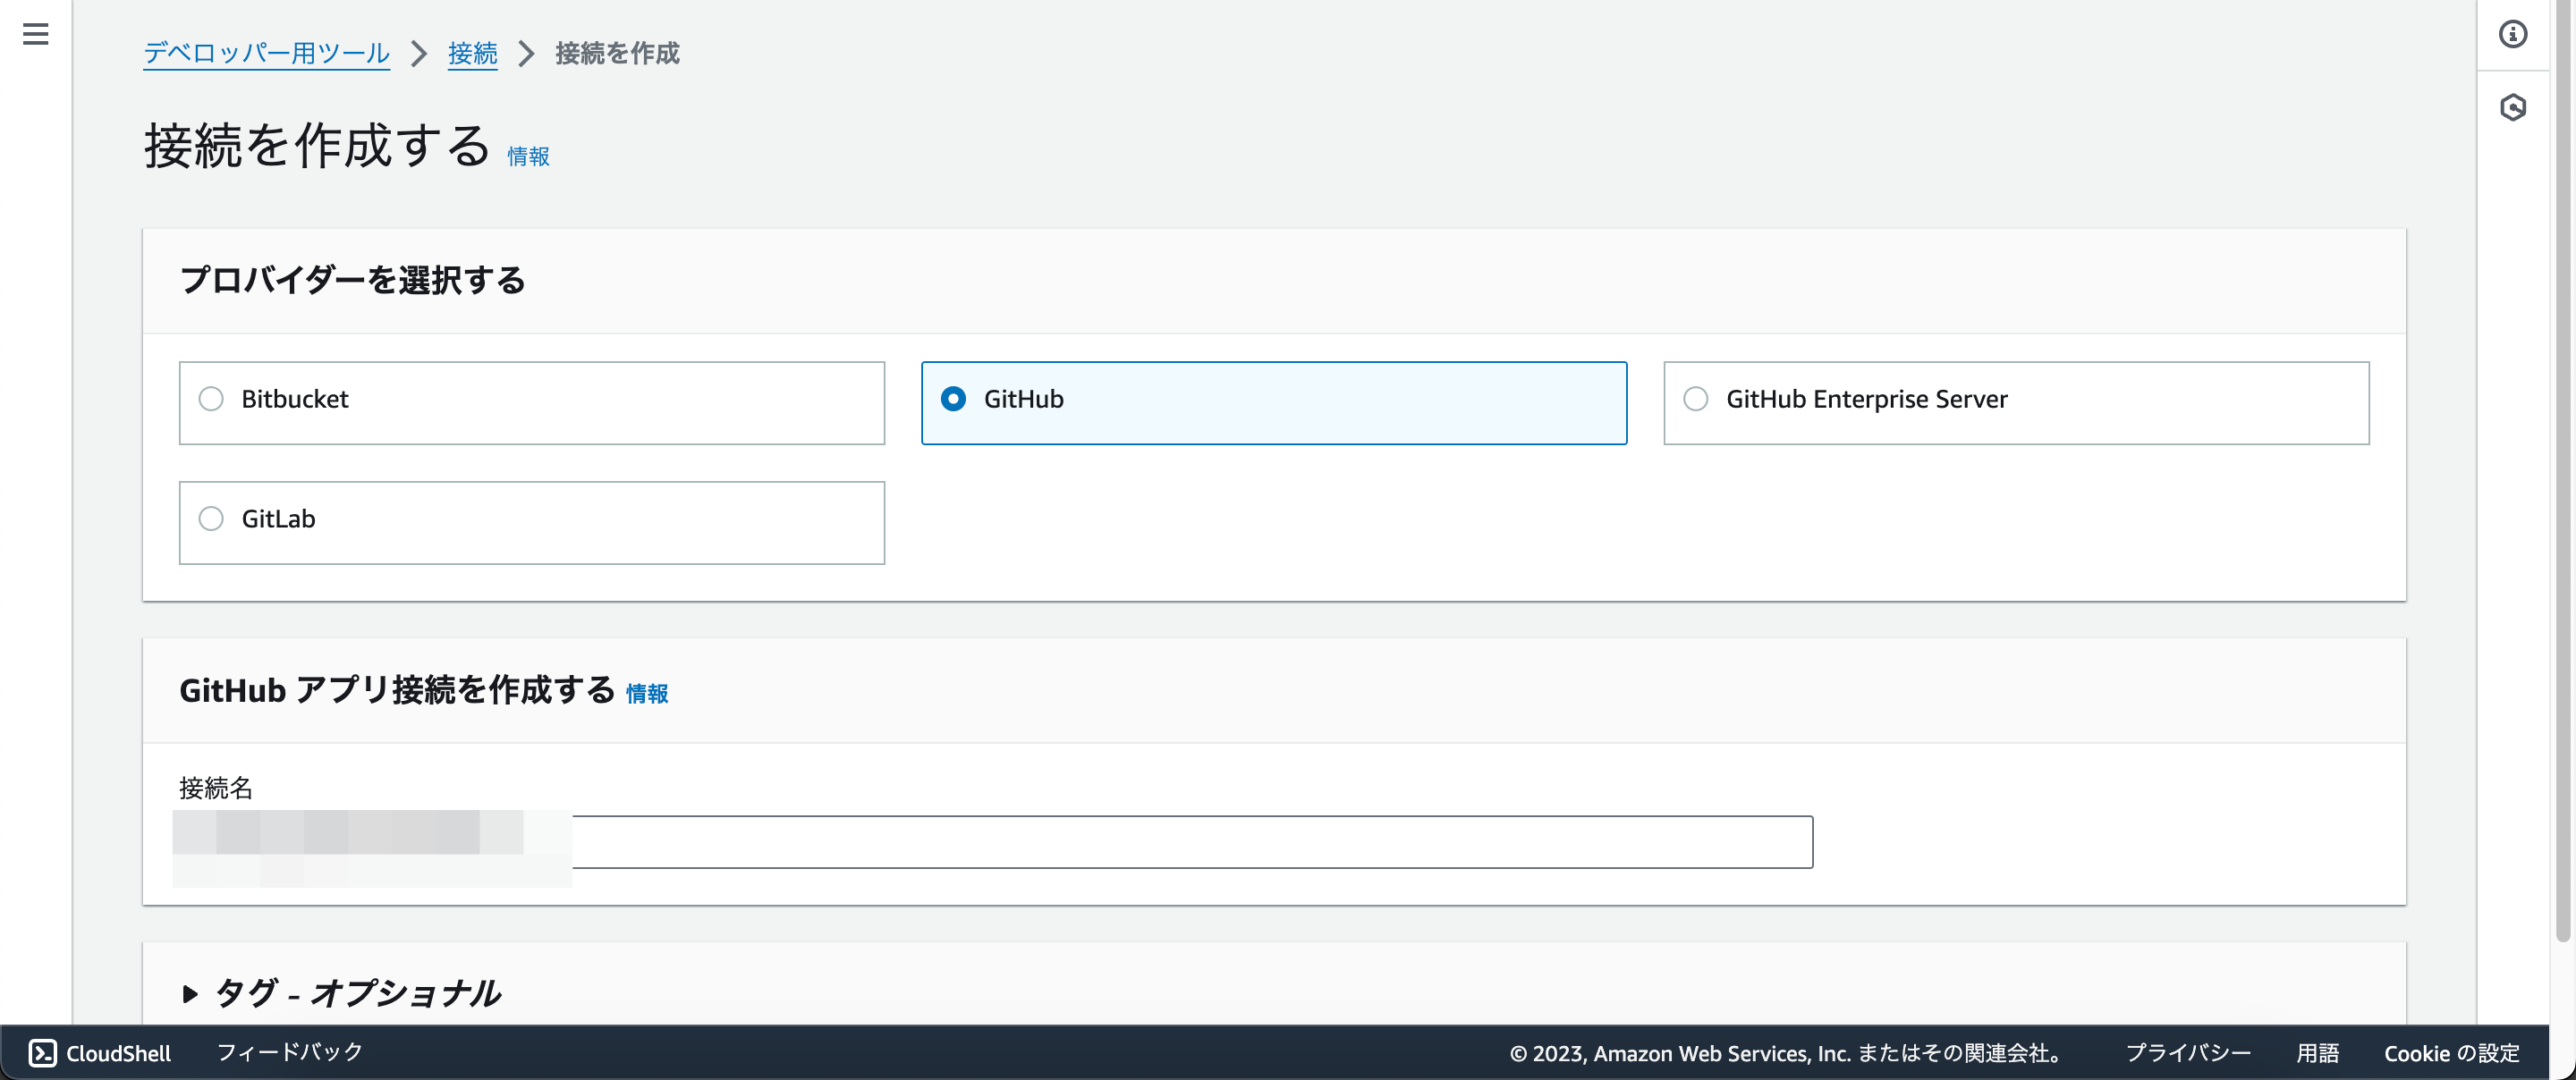 デベロッパー用ツール > 接続 > 接続を作成
接続を作成する 情報
プロバイダーを選択する
Bitbucket
GitHub
GitHub Enterprise Server
GitLab
GitHub アプリ接続を作成する 情報
接続名
タグ - オプショナル
CloudShell フィードバック © 2023, Amazon Web Services, Inc. またはその関連会社。 プライバシー 用語 Cookie の設定